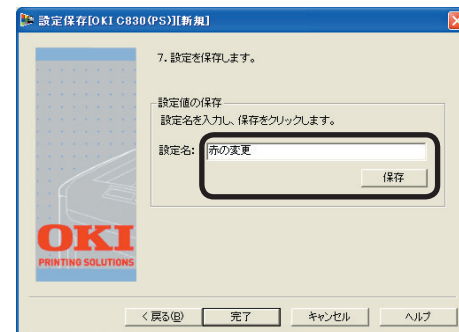 設定保存[OKI C830(PS)][新規]
7. 設定を保存します。
設定値の保存
設定名を入力し、保存をクリックします。
設定名: 赤の変更
保存
OKI
PRINTING SOLUTIONS
< 戻る(B) 完了 キャンセル ヘルプ